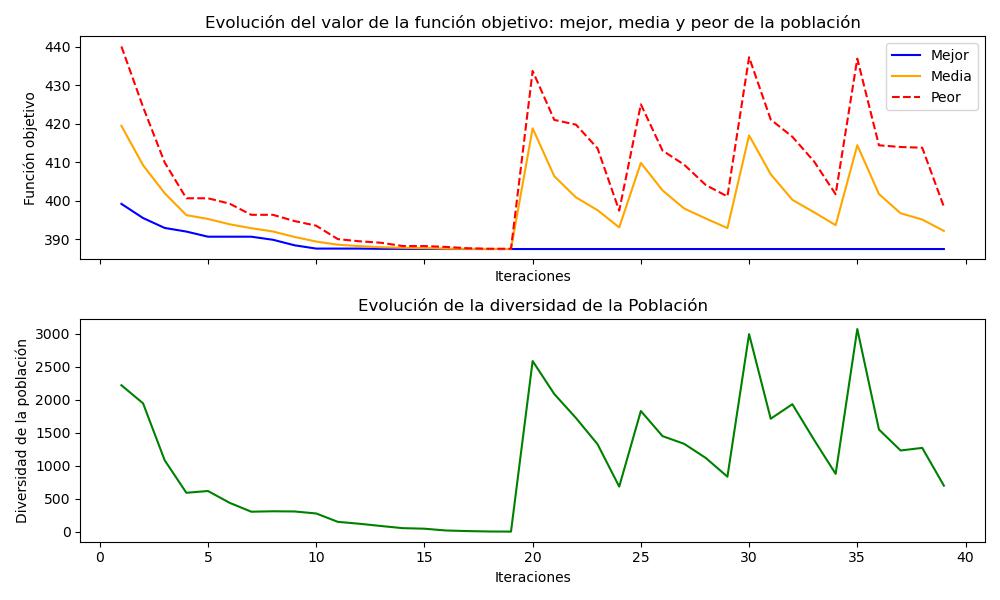 Evolución del valor de la función objetivo: mejor, media y peor de la población
440
430
420
410
400
390
Función objetivo
Mejor
Media
Peor
Iteraciones
Evolución de la diversidad de la Población
3000
2500
2000
1500
1000
500
0
Diversidad de la población
0 5 10 15 20 25 30 35 40
Iteraciones